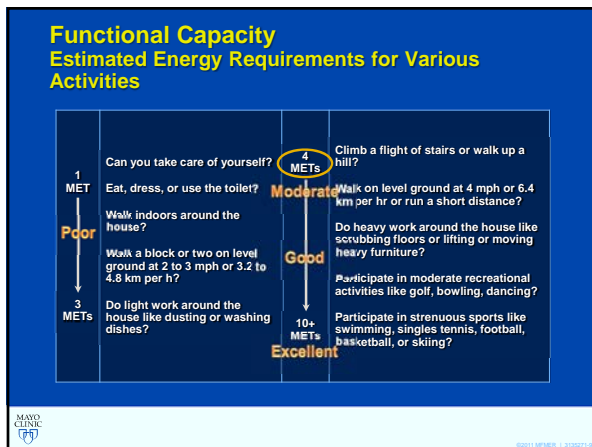 Functional Capacity
Estimated Energy Requirements for Various
Activities
1
MET
Poor
3
METs
Can you take care of yourself?
Eat, dress, or use the toilet?
Walk indoors around the
house?
Walk a block or two on level
ground at 2 to 3 mph or 3.2 to
4.8 km per h?
Do light work around the
house like dusting or washing
dishes?
4
METs
Moderate
Good
10+
METs
Excellent
Climb a flight of stairs or walk up a
hill?
Walk on level ground at 4 mph or 6.4
km per hr or run a short distance?
Do heavy work around the house like
scrubbing floors or lifting or moving
heavy furniture?
Participate in moderate recreational
activities like golf, bowling, dancing?
Participate in strenuous sports like
swimming, singles tennis, football,
basketball, or skiing?
MAYO
CLINIC
©2011 MFMER | 3135271-9